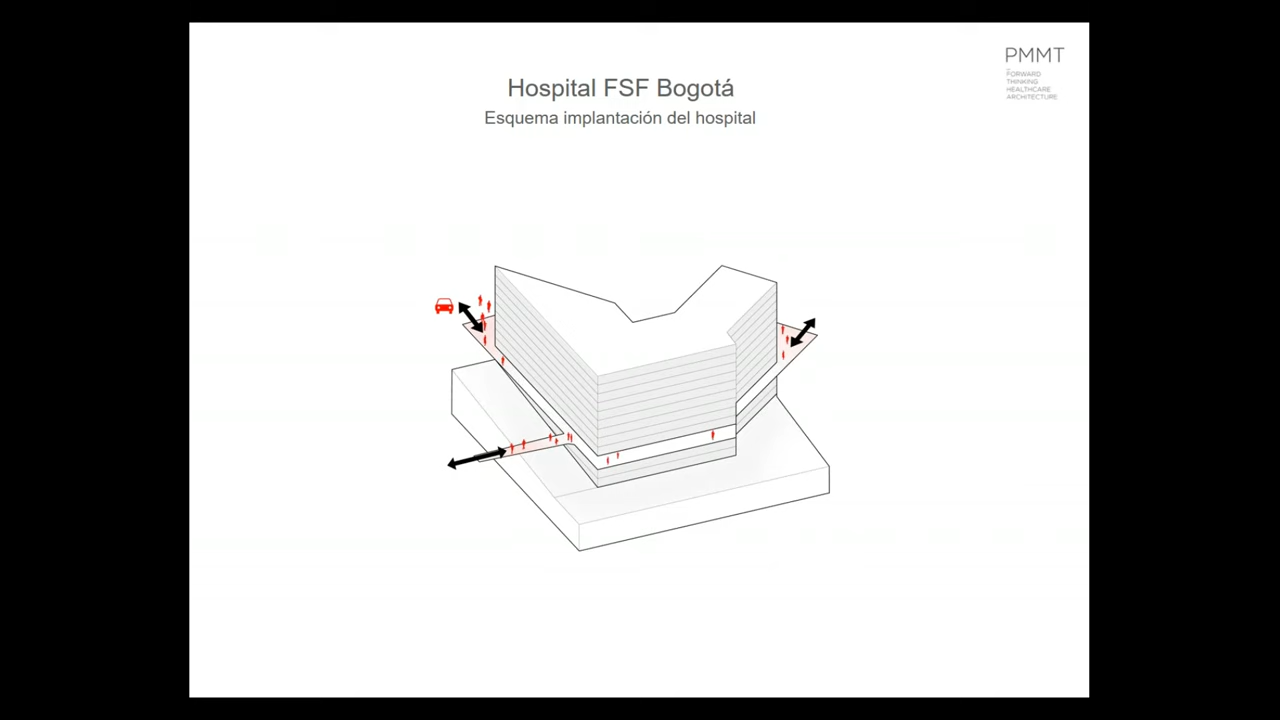 Hospital FSF Bogotá
Esquema implantación del hospital
PMMT
FORWARD
THINKING
HEALTHCARE
ARCHITECTURE